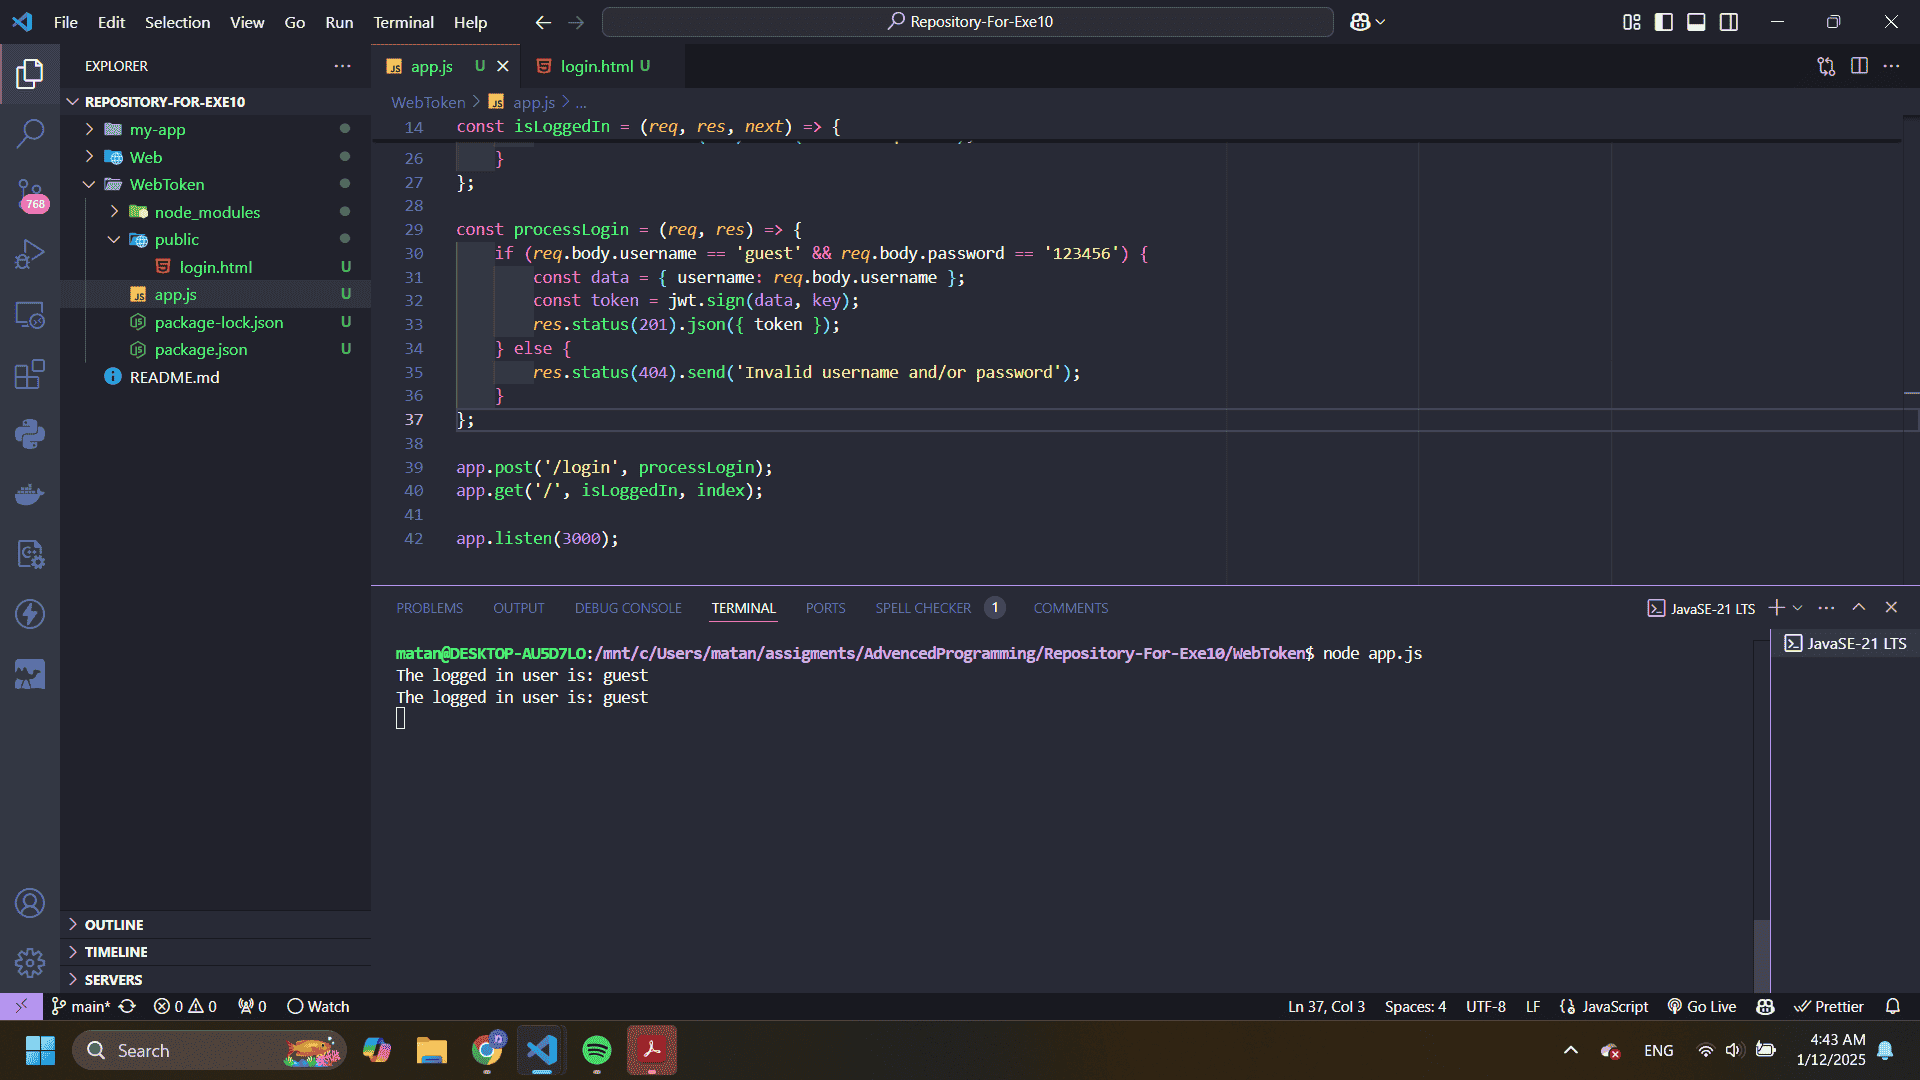 File Edit Selection View Go Run Terminal Help
Repository-For-Exe10
EXPLORER
REPOSITORY-FOR-EXE10
my-app
Web
WebToken
node_modules
public
login.html U
app.js U
package-lock.json U
package.json U
README.md
OUTLINE
TIMELINE
SERVERS
768
app.js U
login.html U
WebToken > app.js > ...
14 const isLoggedIn = (req, res, next) => {
26 }
27 };
28
29 const processLogin = (req, res) => {
30 if (req.body.username == 'guest' && req.body.password == '123456') {
31 const data = { username: req.body.username };
32 const token = jwt.sign(data, key);
33 res.status(201).json({ token });
34 } else {
35 res.status(404).send('Invalid username and/or password');
36 }
37 };
38
39 app.post('/login', processLogin);
40 app.get('/', isLoggedIn, index);
41
42 app.listen(3000);
PROBLEMS OUTPUT DEBUG CONSOLE TERMINAL PORTS SPELL CHECKER 1 COMMENTS
JavaSE-21 LTS
JavaSE-21 LTS
matan@DESKTOP-AU5D7LO:/mnt/c/Users/matan/assigments/AdvencedProgramming/Repository-For-Exe10/WebToken$ node app.js
The logged in user is: guest
The logged in user is: guest
main* 0 0 0 Watch
Ln 37, Col 3 Spaces: 4 UTF-8 LF JavaScript Go Live Prettier
Search
ENG
4:43 AM
1/12/2025